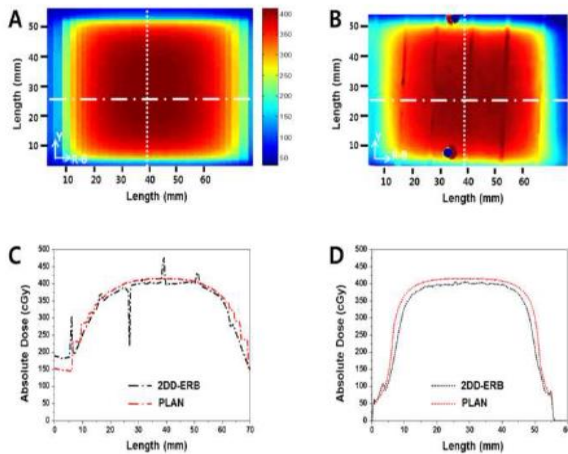 A
Length (mm)
50
40
30
20
10
Y
10 20 30 40 50 60
Length (mm)
400
350
300
250
200
150
100
50
B
Length (mm)
50
40
30
20
10
Y
10 20 30 40 50 60
Length (mm)
C
Absolute Dose (cGy)
500
450
400
350
300
250
200
150
100
50
0
2DD-ERB
PLAN
0 10 20 30 40 50 60 70
Length (mm)
D
Absolute Dose (cGy)
500
450
400
350
300
250
200
150
100
50
0
2DD-ERB
PLAN
0 10 20 30 40 50 60
Length (mm)